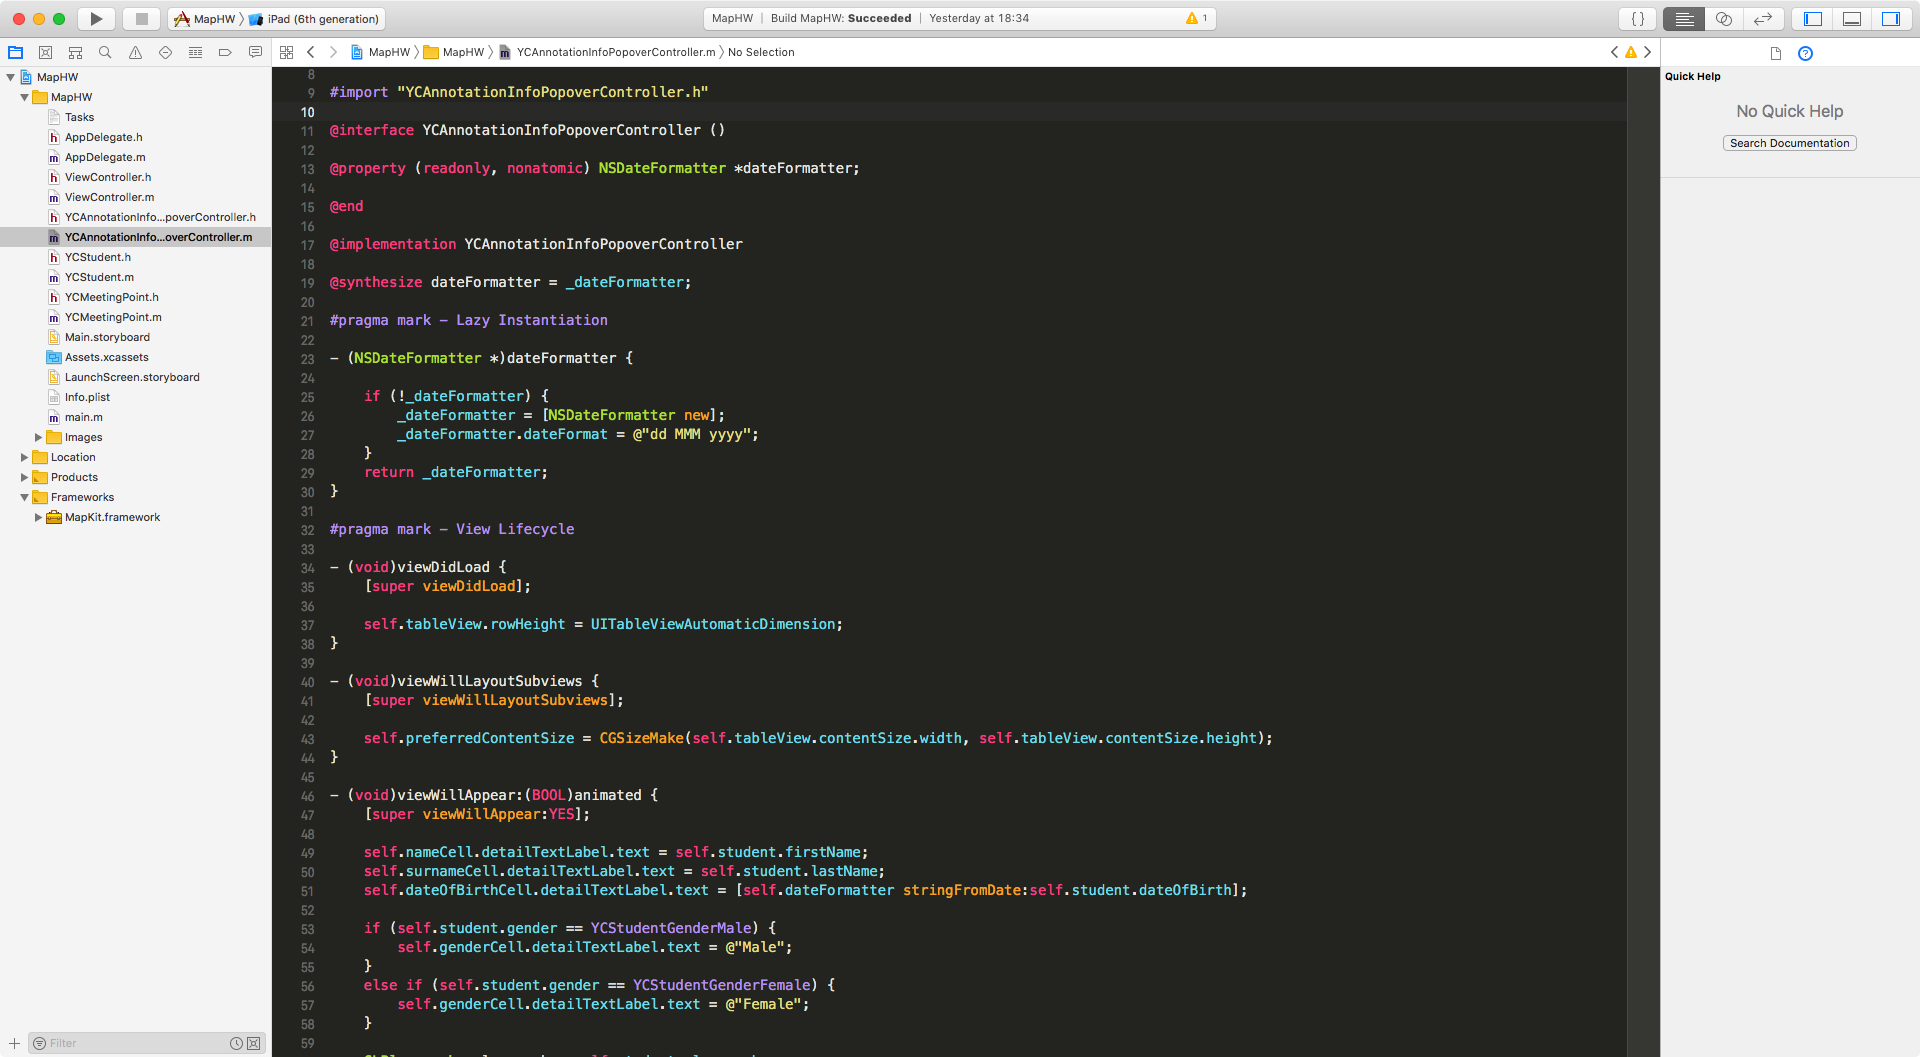 MapHW
iPad (6th generation)
MapHW
Build MapHW: Succeeded
Yesterday at 18:34
1
{ }
MapHW
MapHW
YCAnnotationInfoPopoverController.m
No Selection
MapHW
MapHW
Tasks
AppDelegate.h
AppDelegate.m
ViewController.h
ViewController.m
YCAnnotationInfo...poverController.h
YCAnnotationInfo...overController.m
YCStudent.h
YCStudent.m
YCMeetingPoint.h
YCMeetingPoint.m
Main.storyboard
Assets.xcassets
LaunchScreen.storyboard
Info.plist
main.m
Images
Location
Products
Frameworks
MapKit.framework
Filter
8
9 #import "YCAnnotationInfoPopoverController.h"
10
11 @interface YCAnnotationInfoPopoverController ()
12
13 @property (readonly, nonatomic) NSDateFormatter *dateFormatter;
14
15 @end
16
17 @implementation YCAnnotationInfoPopoverController
18
19 @synthesize dateFormatter = _dateFormatter;
20
21 #pragma mark - Lazy Instantiation
22
23 - (NSDateFormatter *)dateFormatter {
24
25 if (!_dateFormatter) {
26 _dateFormatter = [NSDateFormatter new];
27 _dateFormatter.dateFormat = @"dd MMM yyyy";
28 }
29 return _dateFormatter;
30 }
31
32 #pragma mark - View Lifecycle
33
34 - (void)viewDidLoad {
35 [super viewDidLoad];
36
37 self.tableView.rowHeight = UITableViewAutomaticDimension;
38 }
39
40 - (void)viewWillLayoutSubviews {
41 [super viewWillLayoutSubviews];
42
43 self.preferredContentSize = CGSizeMake(self.tableView.contentSize.width, self.tableView.contentSize.height);
44 }
45
46 - (void)viewWillAppear:(BOOL)animated {
47 [super viewWillAppear:YES];
48
49 self.nameCell.detailTextLabel.text = self.student.firstName;
50 self.surnameCell.detailTextLabel.text = self.student.lastName;
51 self.dateOfBirthCell.detailTextLabel.text = [self.dateFormatter stringFromDate:self.student.dateOfBirth];
52
53 if (self.student.gender == YCStudentGenderMale) {
54 self.genderCell.detailTextLabel.text = @"Male";
55 }
56 else if (self.student.gender == YCStudentGenderFemale) {
57 self.genderCell.detailTextLabel.text = @"Female";
58 }
59
Quick Help
No Quick Help
Search Documentation